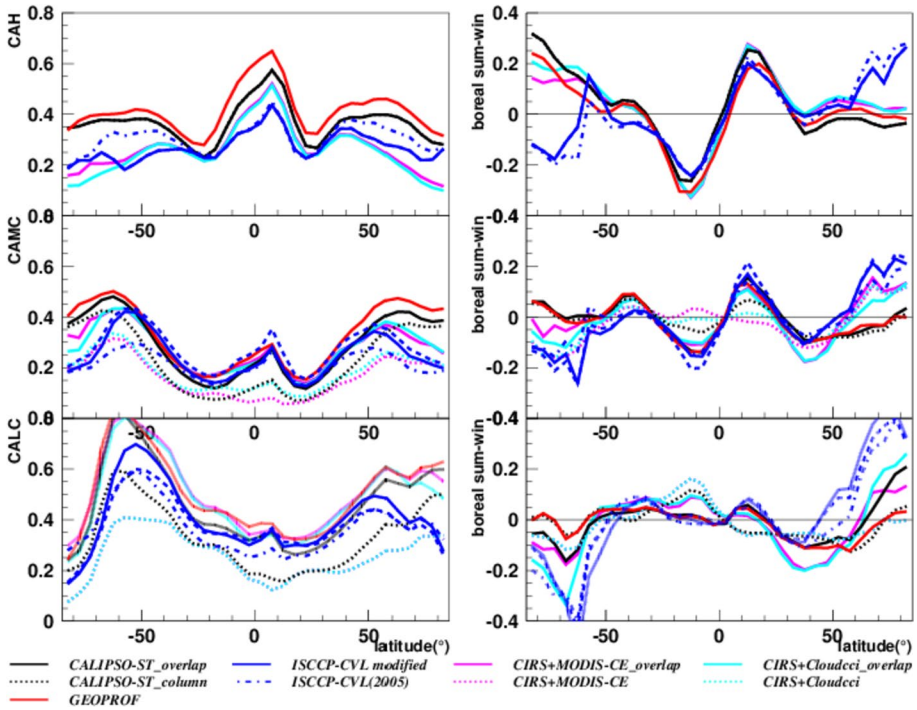 CAH
0.8
0.6
0.4
0.2
0.8
-50
0
50
CAMC
0.6
0.4
0.2
0.8
-50
0
50
CALC
0.6
0.4
0.2
0
-50
0
50
latitude(°)
boreal sum-win
0.4
0.2
0
-0.2
-0.4
-50
0
50
boreal sum-win
0.2
0
-0.2
-0.4
-50
0
50
boreal sum-win
0.2
0
-0.2
-0.4
-50
0
50
latitude(°)
CALIPSO-ST_overlap
ISCCP-CVL modified
CIRS+MODIS-CE_overlap
CIRS+Cloudcci_overlap
CALIPSO-ST_column
ISCCP-CVL(2005)
CIRS+MODIS-CE
CIRS+Cloudcci
GEOPROF